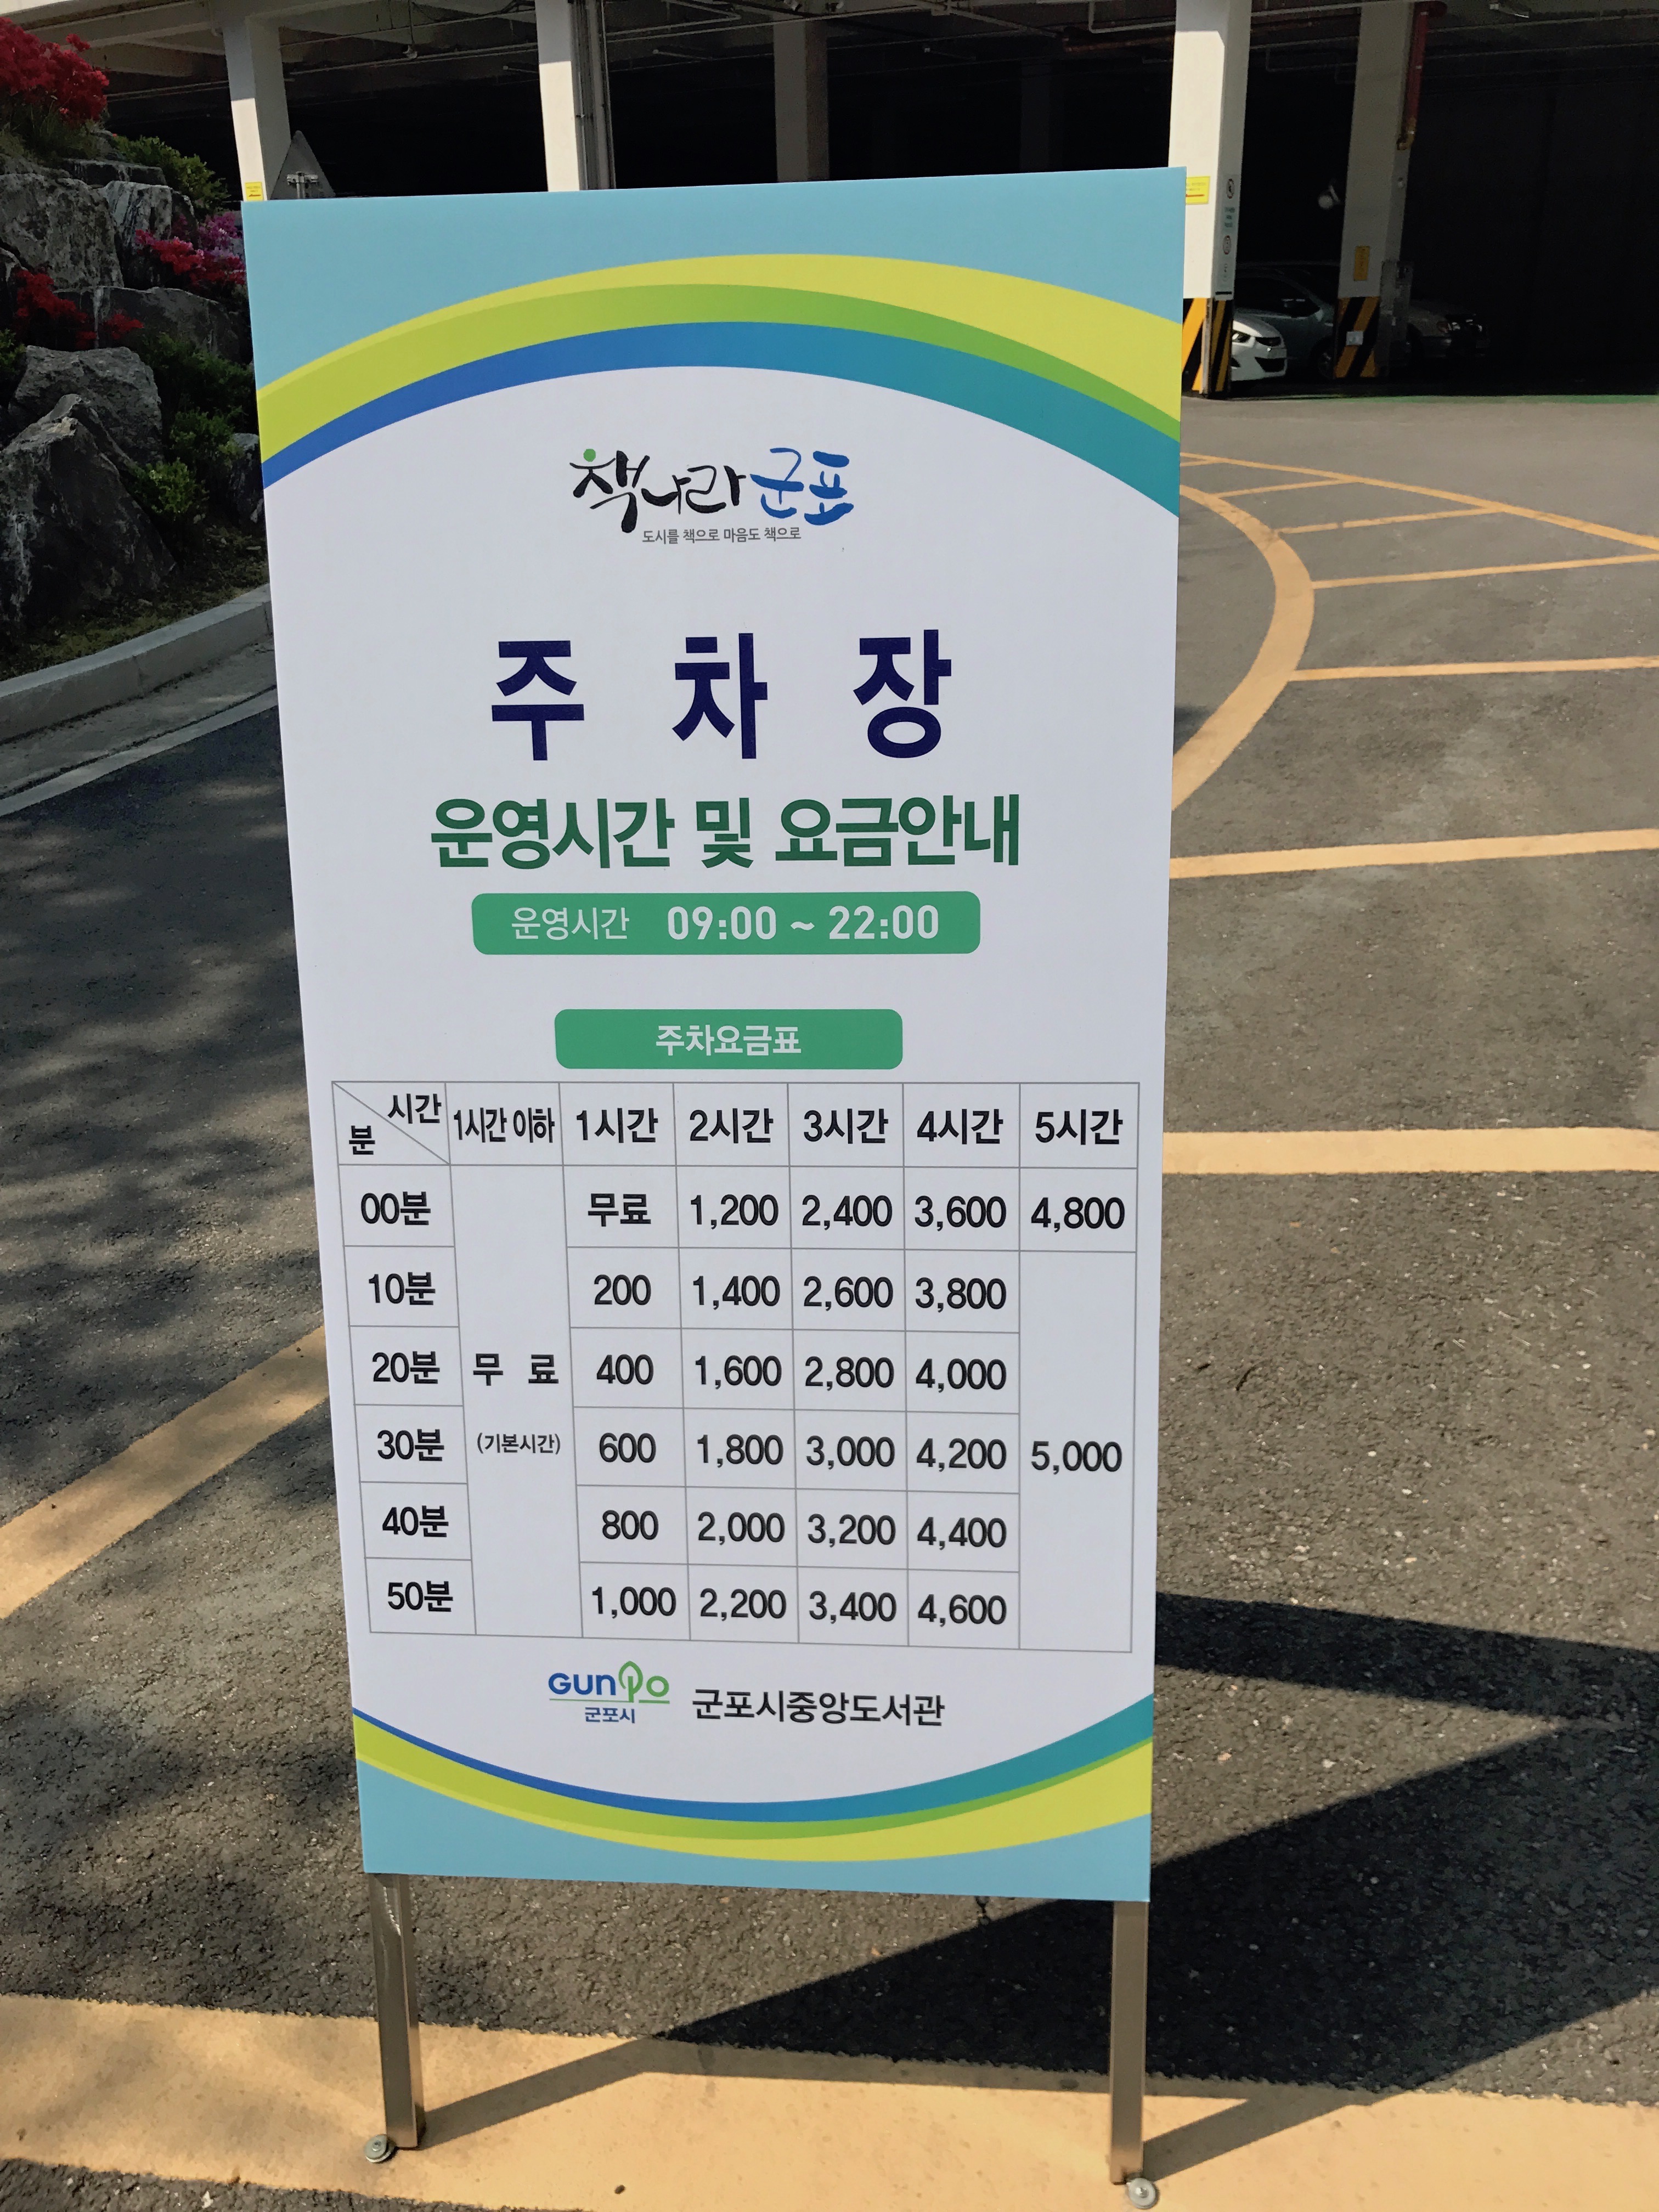 책나라군포
도시를 책으로 마음도 책으로
주 차 장
운영시간 및 요금안내
운영시간 09:00 ~ 22:00
주차요금표
시간 분 1시간 이하 1시간 2시간 3시간 4시간 5시간
00분 무료 1,200 2,400 3,600 4,800
10분 200 1,400 2,600 3,800
20분 무 료 400 1,600 2,800 4,000
30분 (기본시간) 600 1,800 3,000 4,200 5,000
40분 800 2,000 3,200 4,400
50분 1,000 2,200 3,400 4,600
GunPo
군포시 군포시중앙도서관